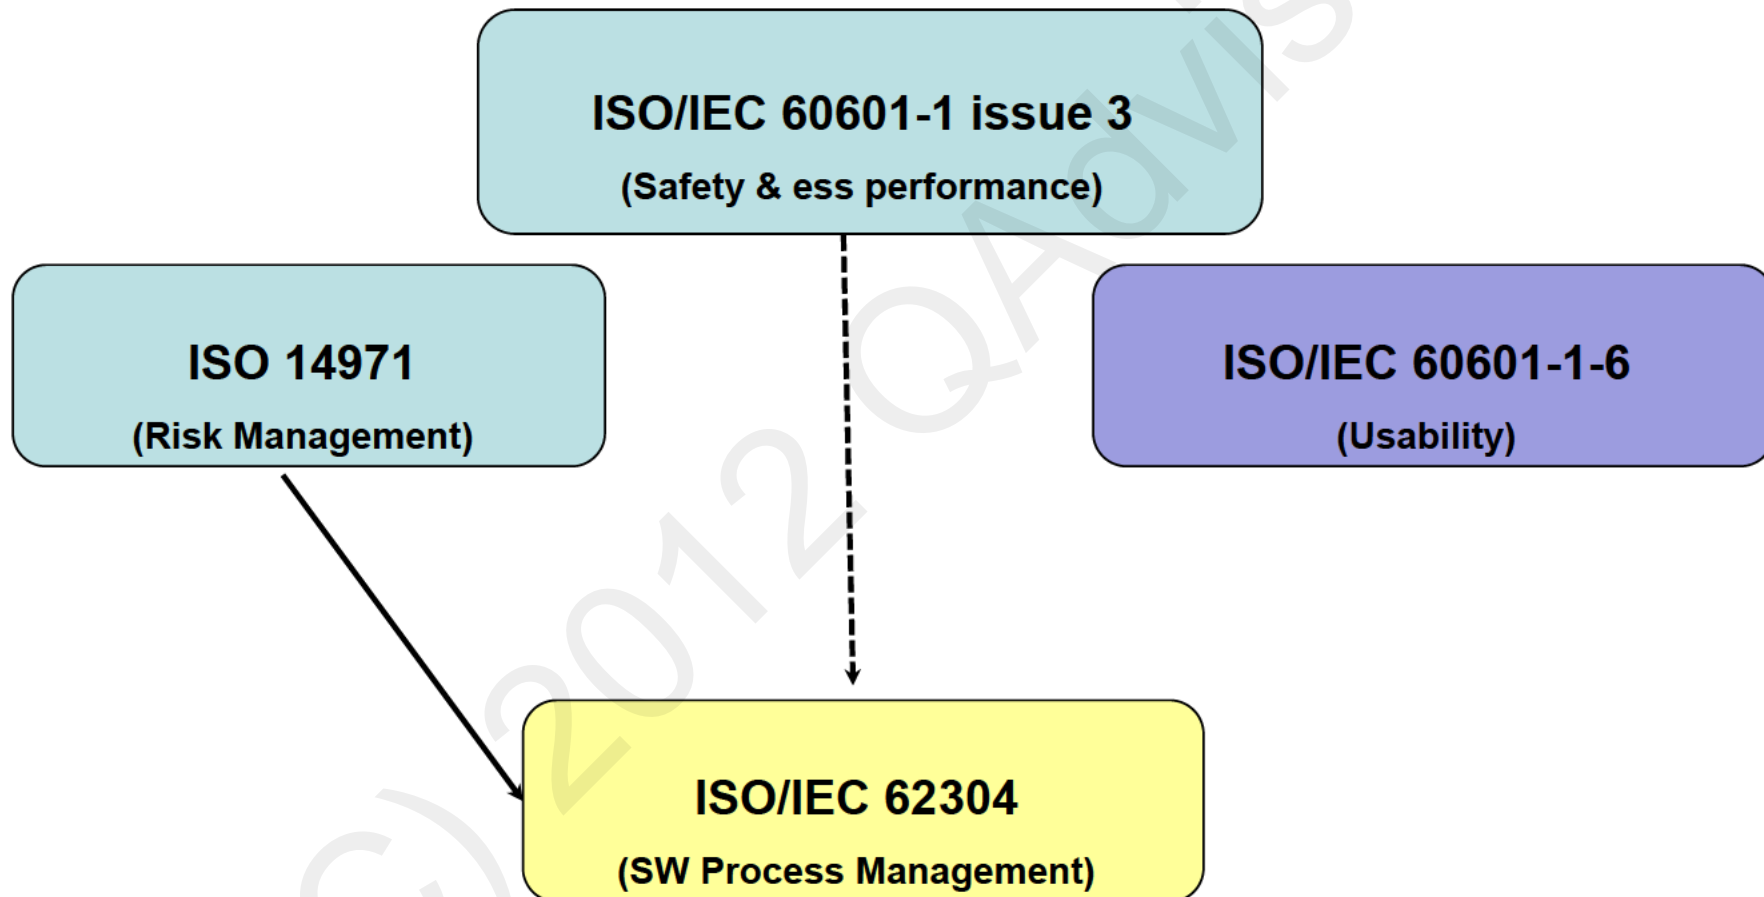 ISO/IEC 60601-1 issue 3
(Safety & ess performance)
ISO 14971
(Risk Management)
ISO/IEC 60601-1-6
(Usability)
ISO/IEC 62304
(SW Process Management)
C) 2012 QAdvis